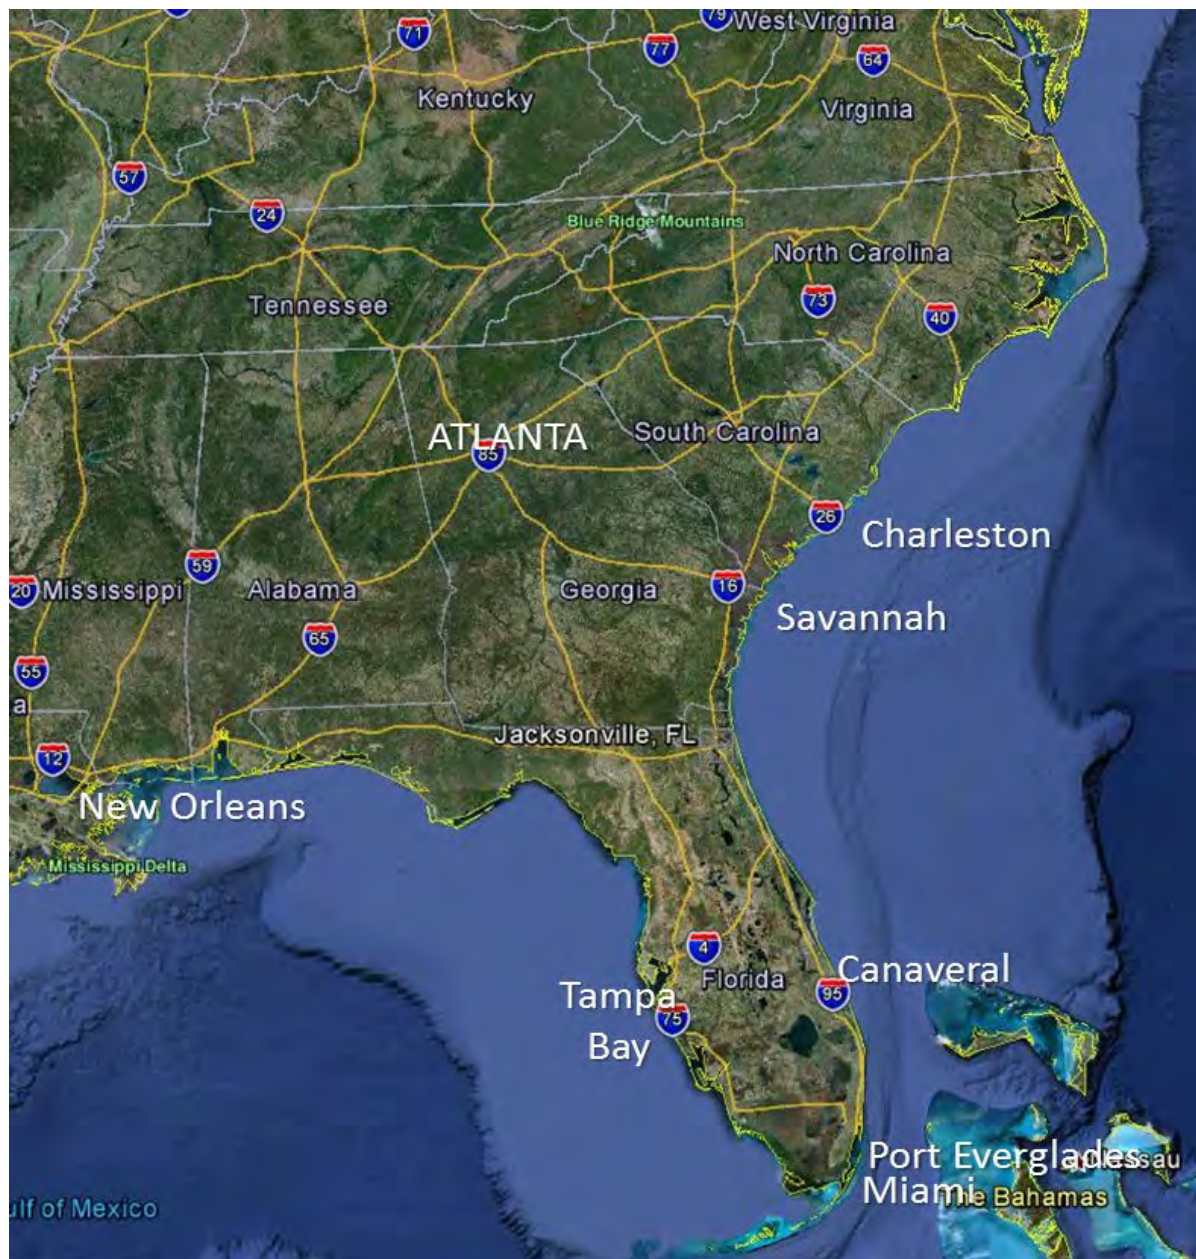 79
West Virginia
71
77
64
Kentucky
Virginia
57
24
Blue Ridge Mountains
North Carolina
Tennessee
73
40
ATLANTA
85
South Carolina
26
Charleston
59
20
Mississippi
Alabama
Georgia
16
Savannah
65
55
a
Jacksonville, FL
12
New Orleans
Mississippi Delta
4
Florida
Canaveral
95
Tampa
Bay
75
Port Everglades
Nassau
Miami
The Bahamas
ulf of Mexico